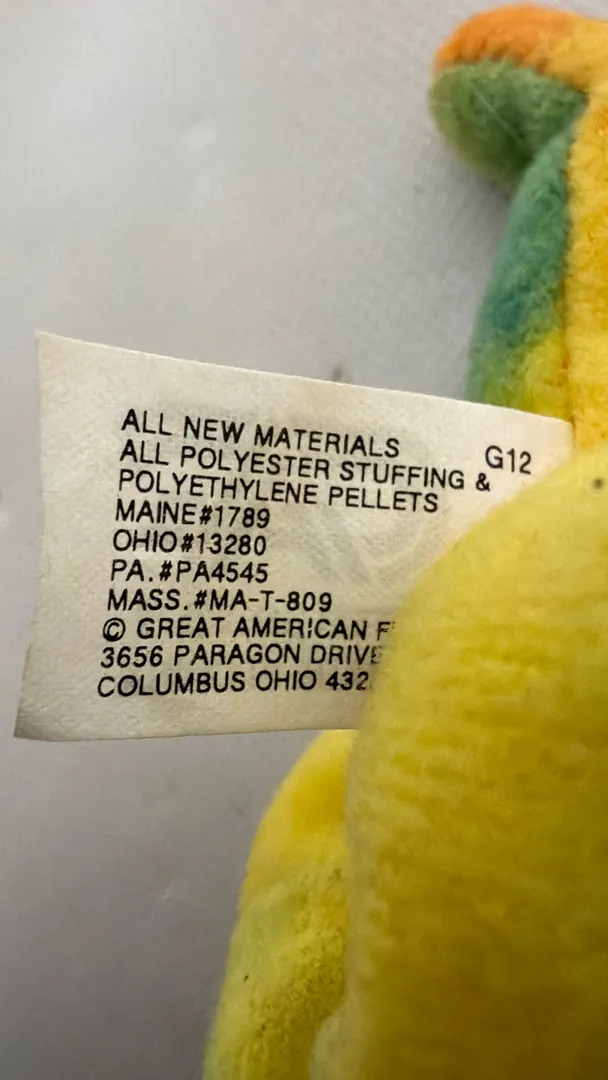 ALL NEW MATERIALS
G12
ALL POLYESTER STUFFING &
POLYETHYLENE PELLETS
MAINE#1789
OHIO#13280
PA.#PA4545
MASS.#MA-T-809
© GREAT AMERICAN
3656 PARAGON DRIVE
COLUMBUS OHIO